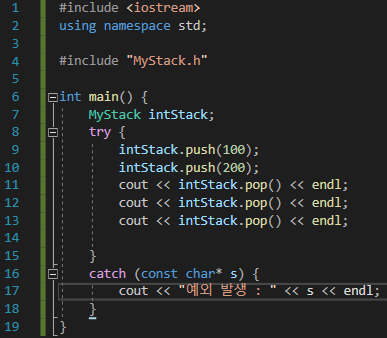 1 #include <iostream>
2 using namespace std;
3
4 #include "MyStack.h"
5
6 int main() {
7 MyStack intStack;
8 try {
9 intStack.push(100);
10 intStack.push(200);
11 cout << intStack.pop() << endl;
12 cout << intStack.pop() << endl;
13 cout << intStack.pop() << endl;
14
15 }
16 catch (const char* s) {
17 cout << "예외 발생 : " << s << endl;
18 }
19 }